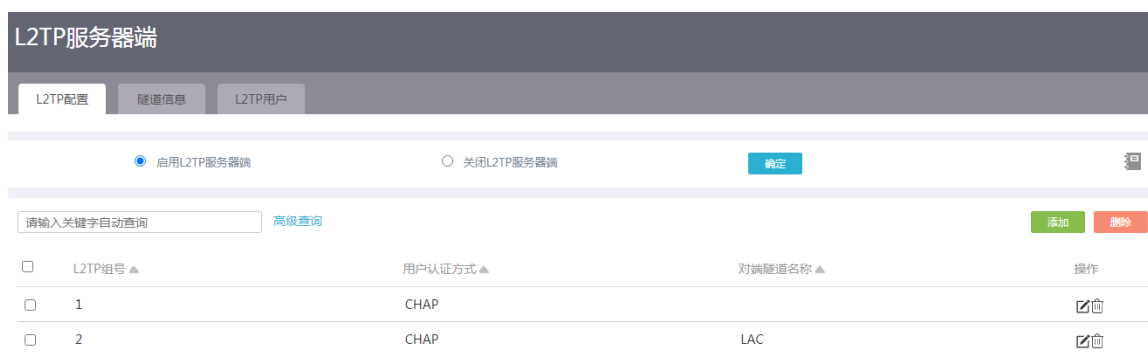 L2TP服务器端
L2TP配置 隧道信息 L2TP用户
启用L2TP服务器端 关闭L2TP服务器端 确定
请输入关键字自动查询 高级查询 添加 删除
L2TP组号 用户认证方式 对端隧道名称 操作
1 CHAP
2 CHAP LAC